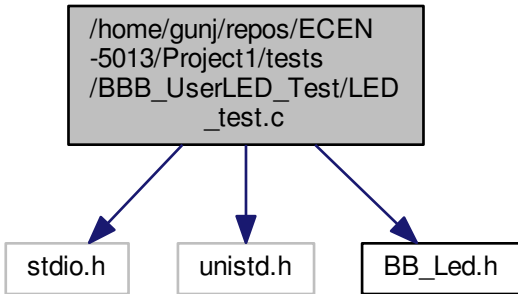 /home/gunj/repos/ECEN
-5013/Project1/tests
/BBB_UserLED_Test/LED
_test.c
stdio.h
unistd.h
BB_Led.h